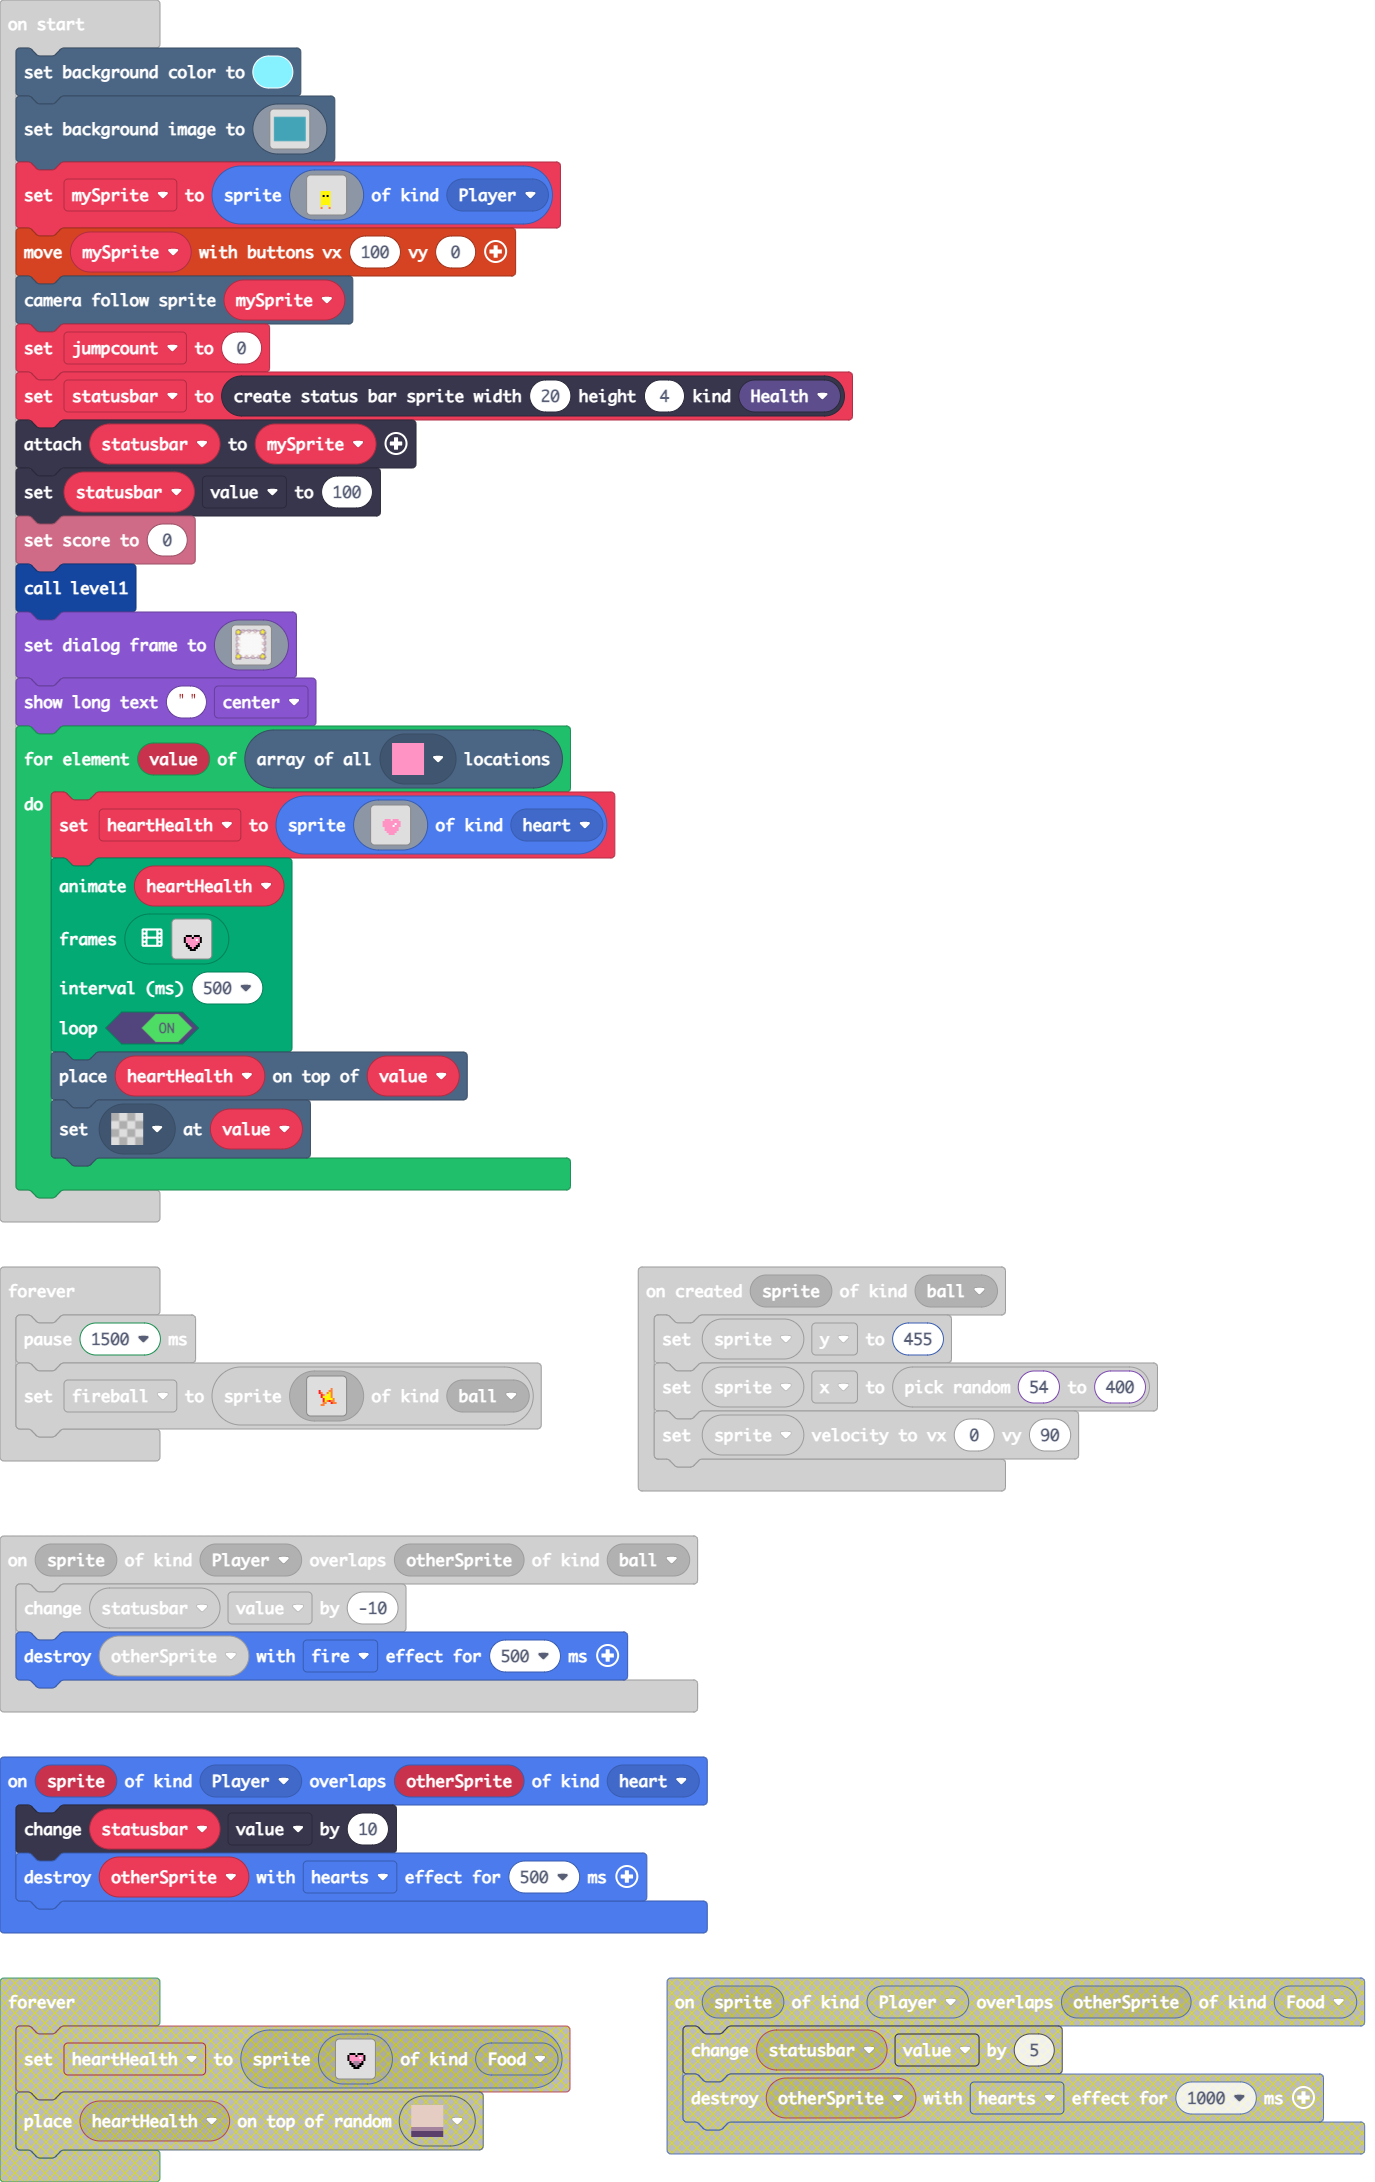 on start
set background color to
set background image to
set mySprite to sprite of kind Player
move mySprite with buttons vx 100 vy 0
camera follow sprite mySprite
set jumpcount to 0
set statusbar to create status bar sprite width 20 height 4 kind Health
attach statusbar to mySprite
set statusbar value to 100
set score to 0
call level1
set dialog frame to
show long text " " center
for element value of array of all locations
do
set heartHealth to sprite of kind heart
animate heartHealth
frames
interval (ms) 500
loop ON
place heartHealth on top of value
set at value
forever
pause 1500 ms
set fireball to sprite of kind ball
on created sprite of kind ball
set sprite y to 455
set sprite x to pick random 54 to 400
set sprite velocity to vx 0 vy 90
on sprite of kind Player overlaps otherSprite of kind ball
change statusbar value by -10
destroy otherSprite with fire effect for 500 ms
on sprite of kind Player overlaps otherSprite of kind heart
change statusbar value by 10
destroy otherSprite with hearts effect for 500 ms
forever
set heartHealth to sprite of kind Food
place heartHealth on top of random
on sprite of kind Player overlaps otherSprite of kind Food
change statusbar value by 5
destroy otherSprite with hearts effect for 1000 ms